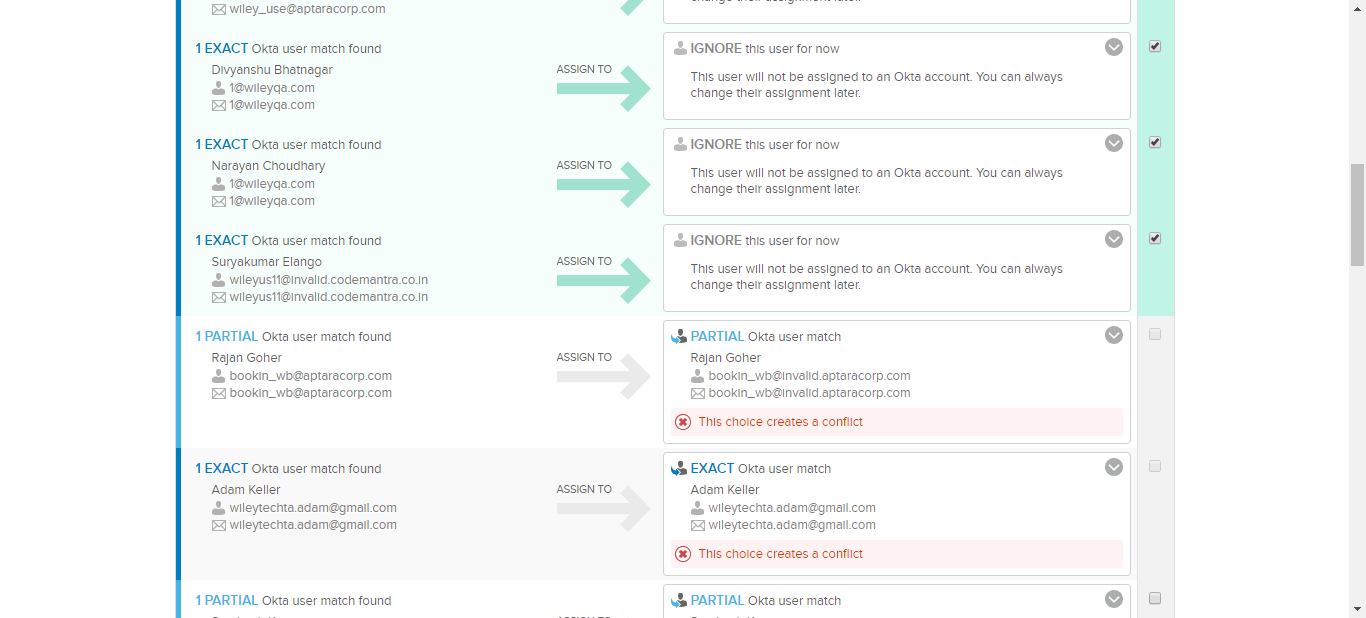 wiley_use@aptaracorp.com
change their assignment later.
1 EXACT Okta user match found
Divyanshu Bhatnagar
1@wileyqa.com
1@wileyqa.com
ASSIGN TO
IGNORE this user for now
This user will not be assigned to an Okta account. You can always
change their assignment later.
1 EXACT Okta user match found
Narayan Choudhary
1@wileyqa.com
1@wileyqa.com
ASSIGN TO
IGNORE this user for now
This user will not be assigned to an Okta account. You can always
change their assignment later.
1 EXACT Okta user match found
Suryakumar Elango
wileyus11@invalid.codemantra.co.in
wileyus11@invalid.codemantra.co.in
ASSIGN TO
IGNORE this user for now
This user will not be assigned to an Okta account. You can always
change their assignment later.
1 PARTIAL Okta user match found
Rajan Goher
bookin_wb@aptaracorp.com
bookin_wb@aptaracorp.com
ASSIGN TO
PARTIAL Okta user match
Rajan Goher
bookin_wb@invalid.aptaracorp.com
bookin_wb@invalid.aptaracorp.com
This choice creates a conflict
1 EXACT Okta user match found
Adam Keller
wileytechta.adam@gmail.com
wileytechta.adam@gmail.com
ASSIGN TO
EXACT Okta user match
Adam Keller
wileytechta.adam@gmail.com
wileytechta.adam@gmail.com
This choice creates a conflict
1 PARTIAL Okta user match found
ASSIGN TO
PARTIAL Okta user match